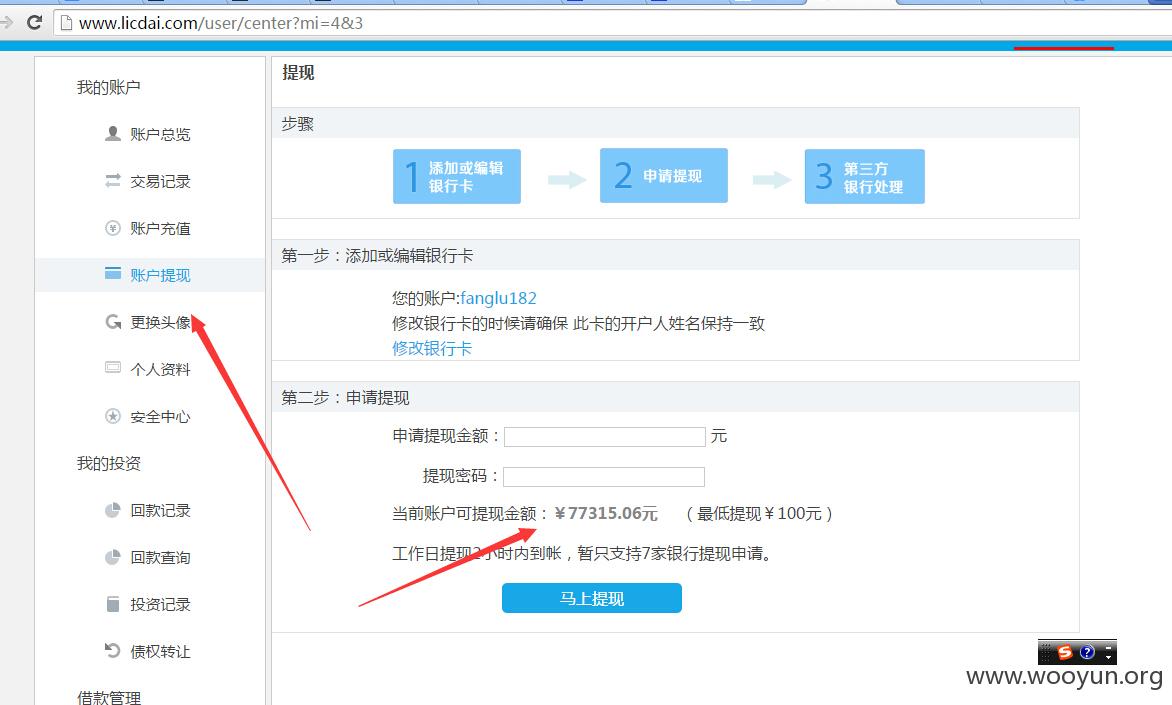 www.licdai.com/user/center?mi=4&3
我的账户
账户总览
交易记录
账户充值
账户提现
更换头像
个人资料
安全中心
我的投资
回款记录
回款查询
投资记录
债权转让
借款管理
提现
步骤
1 添加或编辑
银行卡
2 申请提现
3 第三方
银行处理
第一步：添加或编辑银行卡
您的账户:fanglu182
修改银行卡的时候请确保 此卡的开户人姓名保持一致
修改银行卡
第二步：申请提现
申请提现金额： 元
提现密码：
当前账户可提现金额：￥77315.06元 （最低提现￥100元）
工作日提现2小时内到帐，暂只支持7家银行提现申请。
马上提现
www.wooyun.org